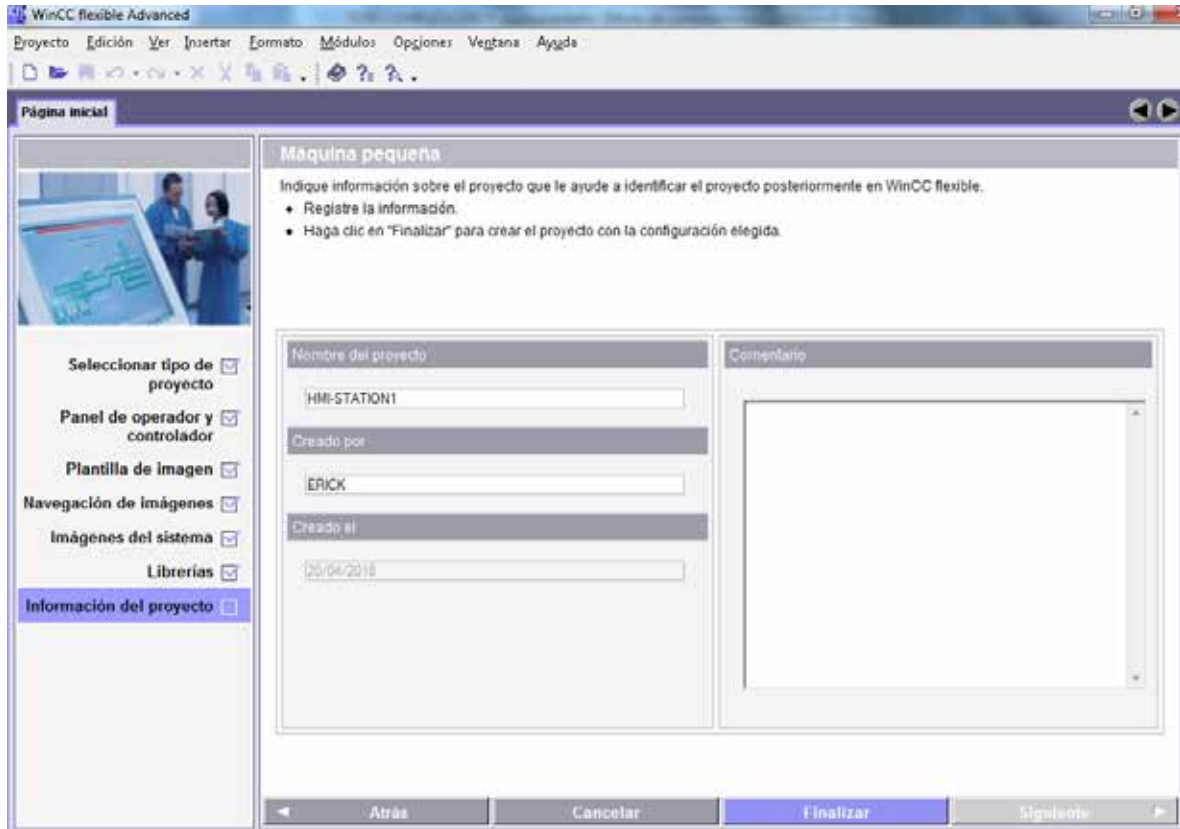 WinCC flexible Advanced
Proyecto Edición Ver Insertar Formato Módulos Opciones Ventana Ayuda
Página inicial
Máquina pequeña
Indique información sobre el proyecto que le ayude a identificar el proyecto posteriormente en WinCC flexible.
Registre la información.
Haga clic en "Finalizar" para crear el proyecto con la configuración elegida.
Seleccionar tipo de
proyecto
Panel de operador y
controlador
Plantilla de imagen
Navegación de imágenes
Imágenes del sistema
Librerías
Información del proyecto
Nombre del proyecto
HMI-STATION1
Creado por
ERICK
Creado el
Comentario
Atrás
Cancelar
Finalizar
Siguiente